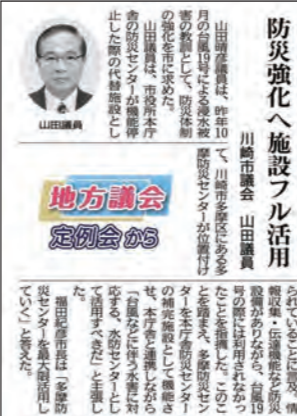 防災強化へ施設フル活用
川崎市議会　山田議員
山田晴彦議員は、昨年10
月の台風19号による浸水被
害の教訓として、防災体制
の強化を市に求めた。
山田議員は、市役所本庁
舎の防災センターが機能停
止した際の代替施設とし
山田議員
て、川崎市多摩区にある多
摩防災センターが位置付け
地方議会
定例会から
られていることに言及。情
報収集・伝達機能など防災
設備がありながら、台風19
号の際には利用されなかっ
たことを指摘した。このこ
とを踏まえ、多摩防災セン
ターを本庁舎防災センター
の補完施設として機能さ
せ、本庁舎と連携しながら
「台風などに伴う水害に対
応する、水防センターとし
て活用すべきだ」と主張し
た。
福田紀彦市長は「多摩防
災センターを最大限活用し
ていく」と答えた。